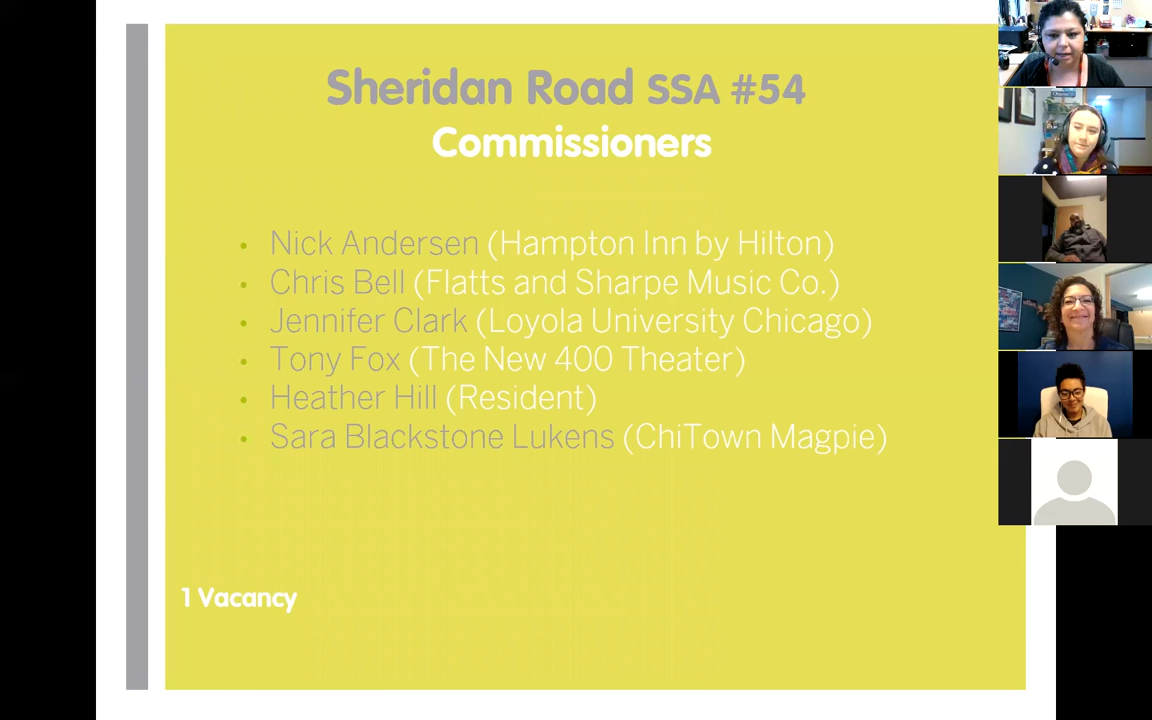 Sheridan Road SSA #54
Commissioners
• Nick Andersen (Hampton Inn by Hilton)
• Chris Bell (Flatts and Sharpe Music Co.)
• Jennifer Clark (Loyola University Chicago)
• Tony Fox (The New 400 Theater)
• Heather Hill (Resident)
• Sara Blackstone Lukens (ChiTown Magpie)
1 Vacancy